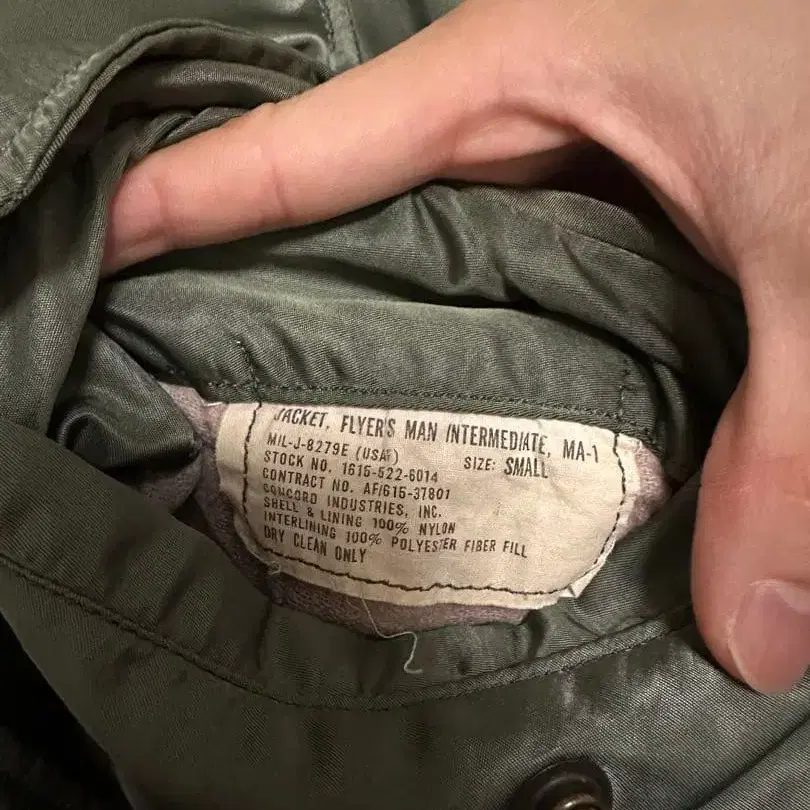 JACKET, FLYER'S MAN INTERMEDIATE, MA-1
MIL-J-8279E (USAF) SIZE: SMALL
STOCK NO. 1615-522-6014
CONTRACT NO. AF/615-37801
CONCORD INDUSTRIES, INC.
SHELL & LINING 100% NYLON
INTERLINING 100% POLYESTER FIBER FILL
DRY CLEAN ONLY